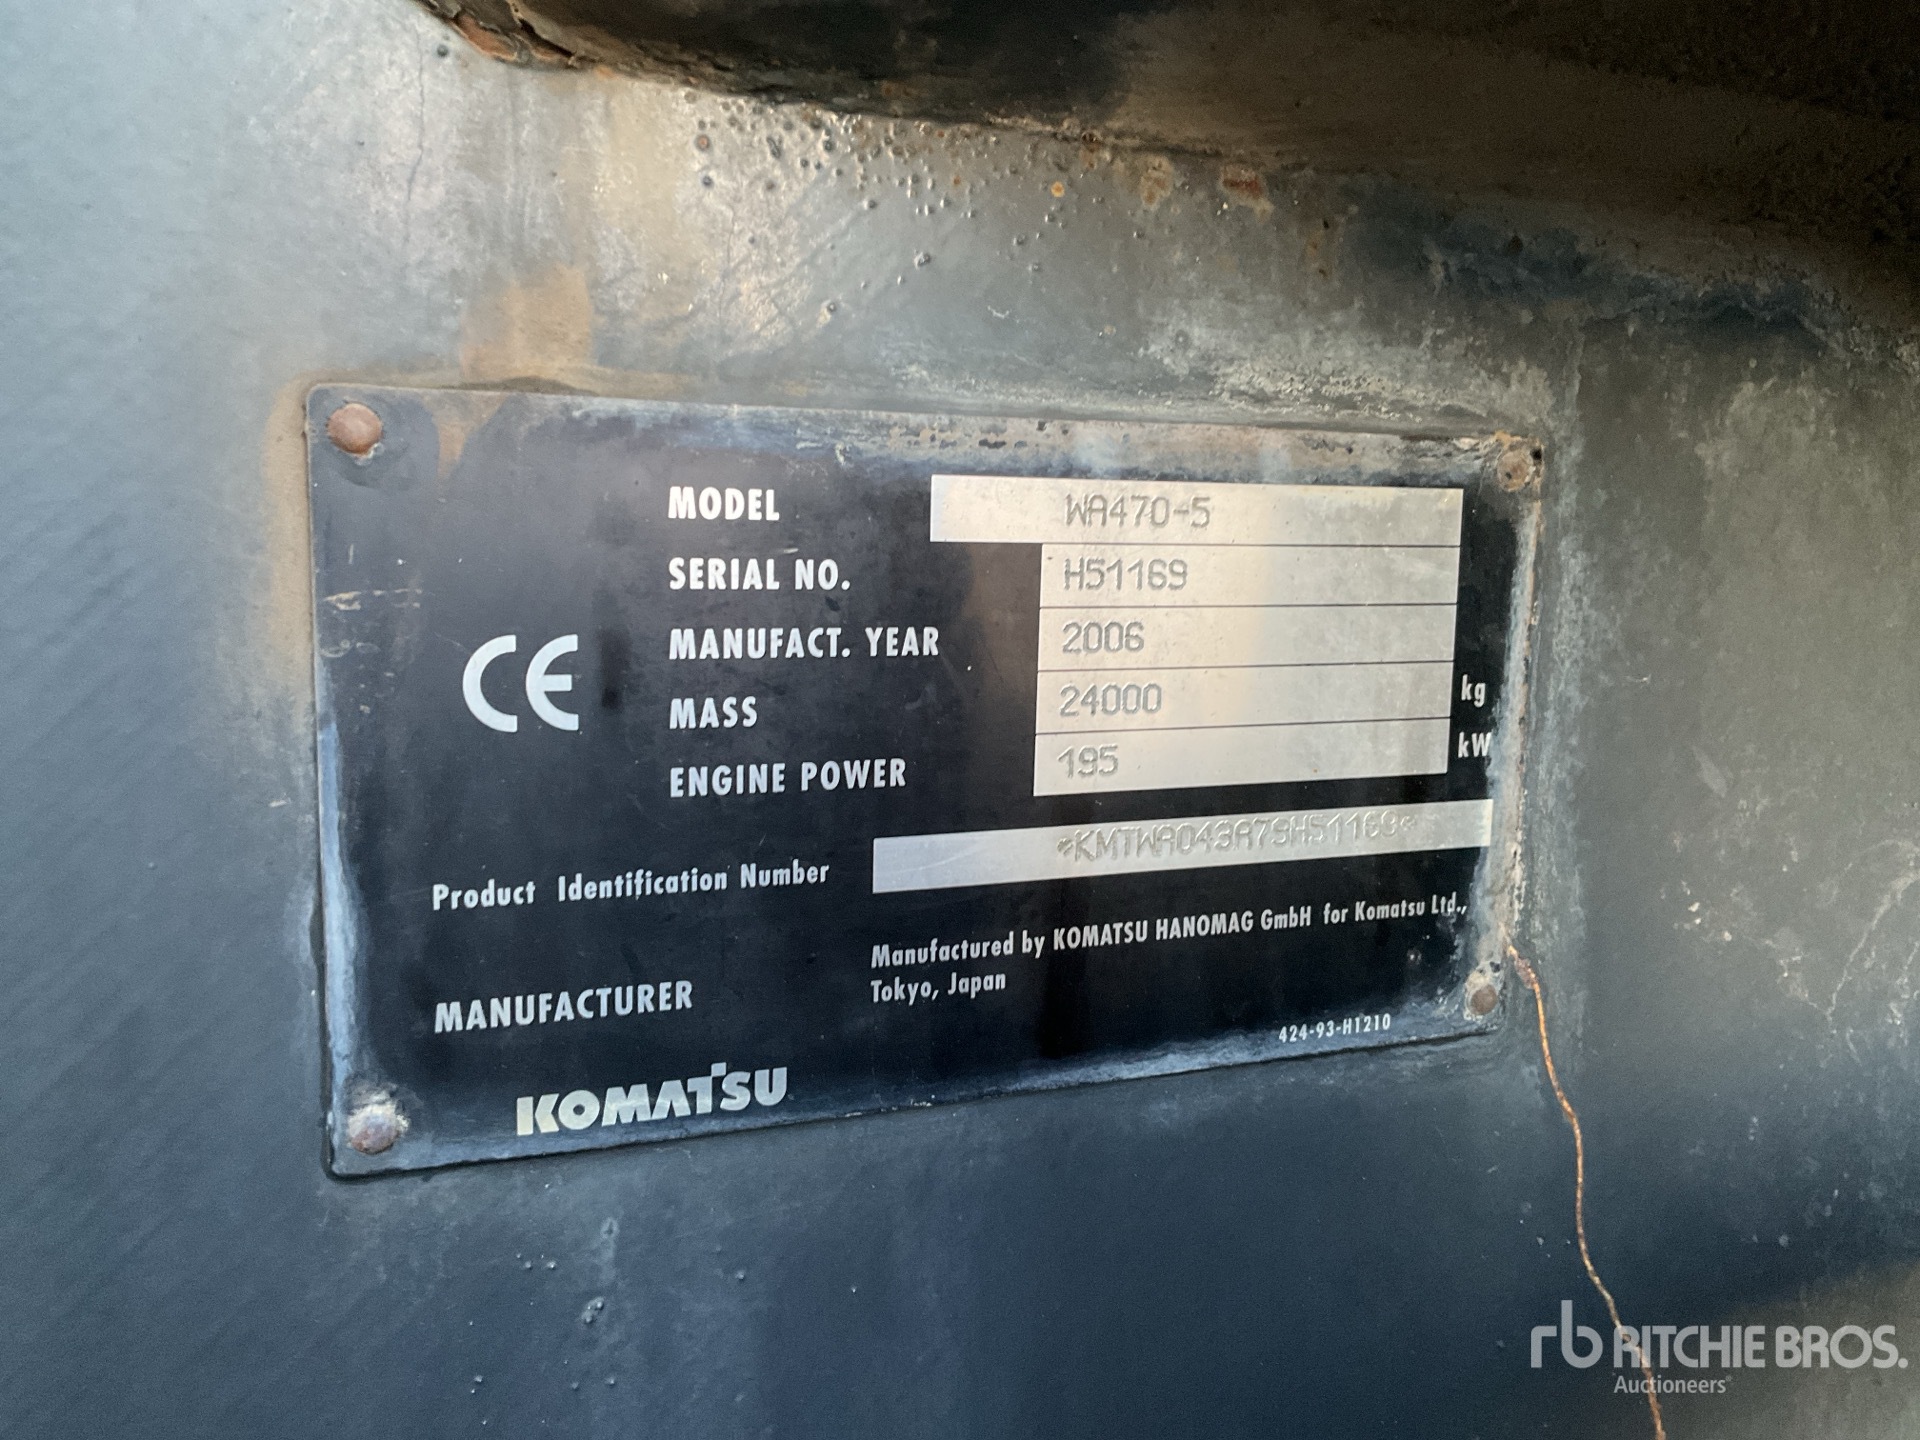 MODEL WA470-5
SERIAL NO. H51169
MANUFACT. YEAR 2006
MASS 24000 kg
ENGINE POWER 195 kW
CE
Product Identification Number
Manufactured by KOMATSU HANOMAG GmbH for Komatsu Ltd.,
Tokyo, Japan
MANUFACTURER
424-93-H1210
KOMATSU
rb RITCHIE BROS.
Auctioneers